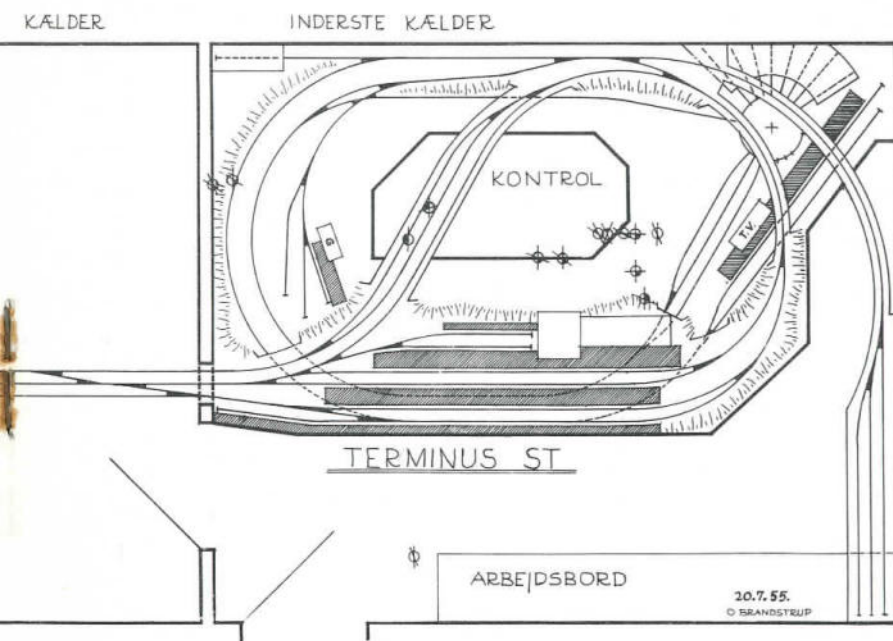 KÆLDER
INDERSTE KÆLDER
KONTROL
T.V.
G
TERMINUS ST
ARBEJDSBORD
20.7.55.
© BRANDSTRUP